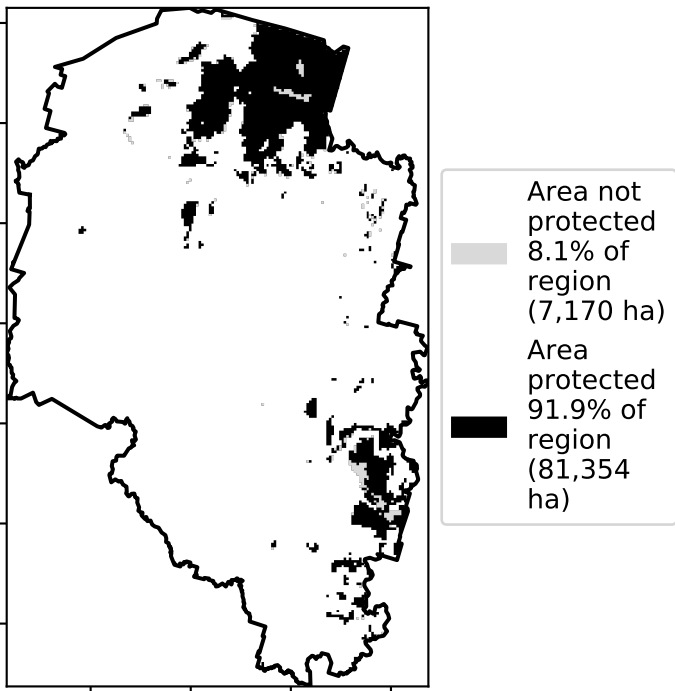 Area not
protected
8.1% of
region
(7,170 ha)
Area
protected
91.9% of
region
(81,354
ha)